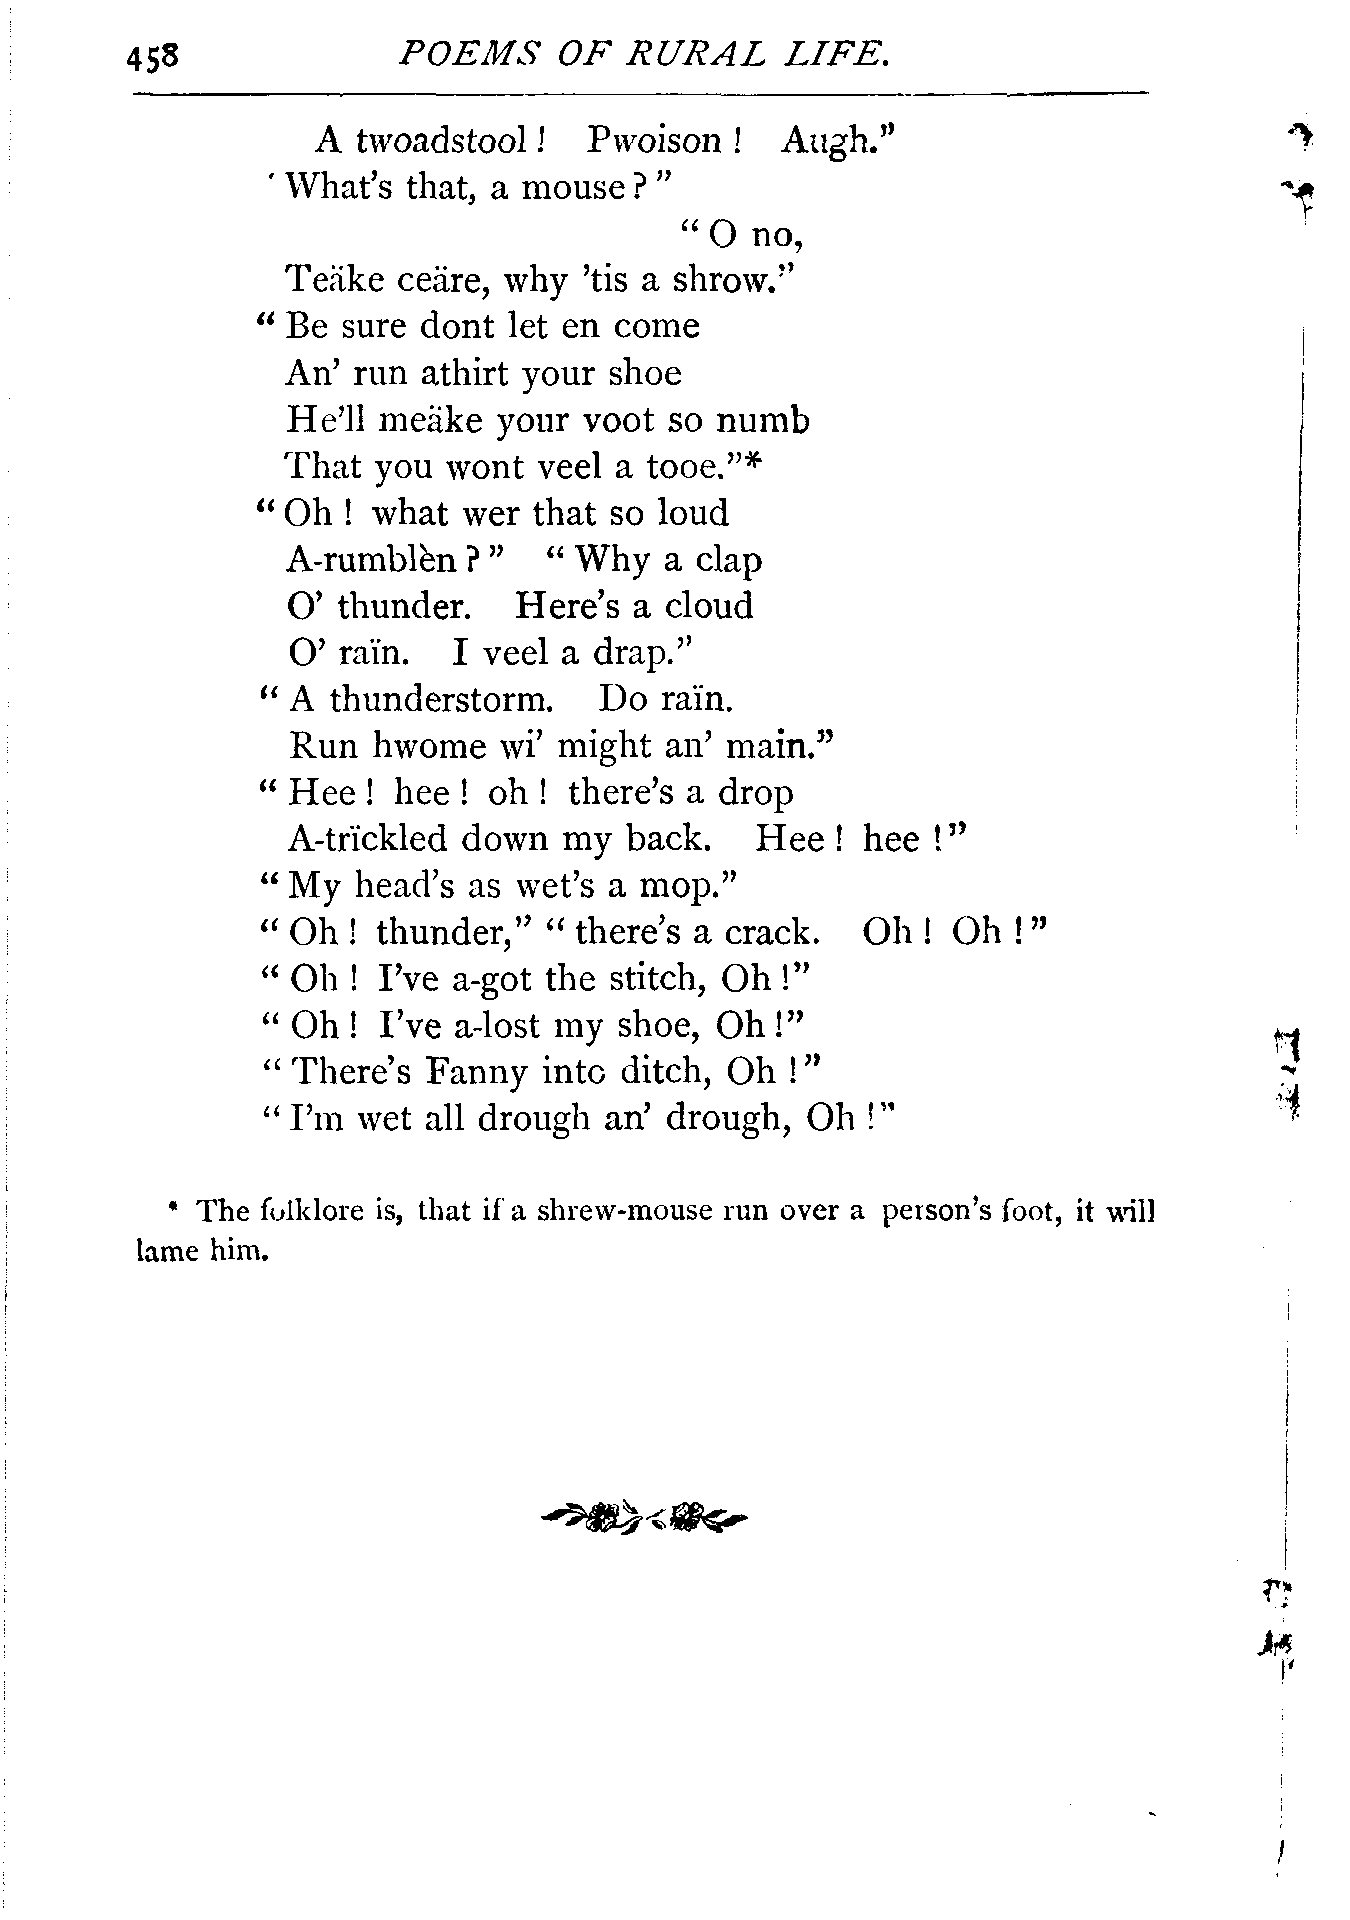 458 POEMS OF RURAL LIFE.
A twoadstool! Pwoison! Augh.”
‘What's that, a mouse?”
“O no,
Teäke ceäre, why ’tis a shrow.”
“Be sure dont let en come
An’ run athirt your shoe
He’ll meäke your voot so numb
That you wont veel a tooe.”*
“Oh! what wer that so loud
A-rumblèn?” “Why a clap
O’ thunder. Here’s a cloud
O’ raïn. I veel a drap.”
“A thunderstorm. Do raïn.
Run hwome wi’ might an’ main.”
“Hee! hee! oh! there’s a drop
A-trïckled down my back. Hee! hee!”
“My head’s as wet’s a mop.”
“Oh! thunder,” “there’s a crack. Oh! Oh!”
“Oh! I’ve a-got the stitch, Oh!”
“Oh! I’ve a-lost my shoe, Oh!”
“There’s Fanny into ditch, Oh!”
“I’m wet all drough an’ drough, Oh!”
* The folklore is, that if a shrew-mouse run over a person’s foot, it will
lame him.